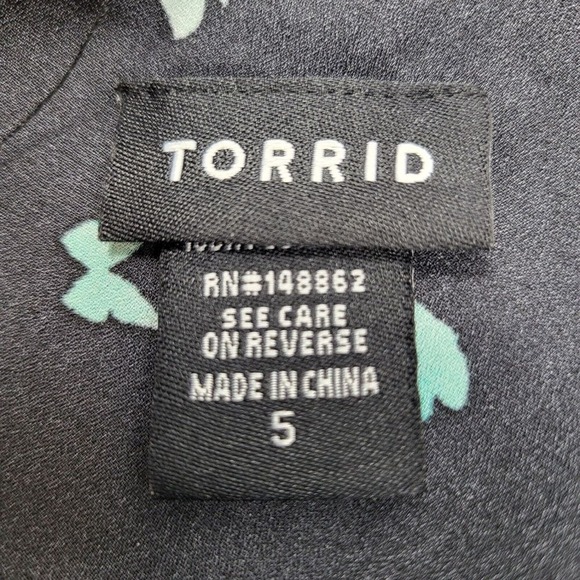 TORRID
RN#148862
SEE CARE
ON REVERSE
MADE IN CHINA
5